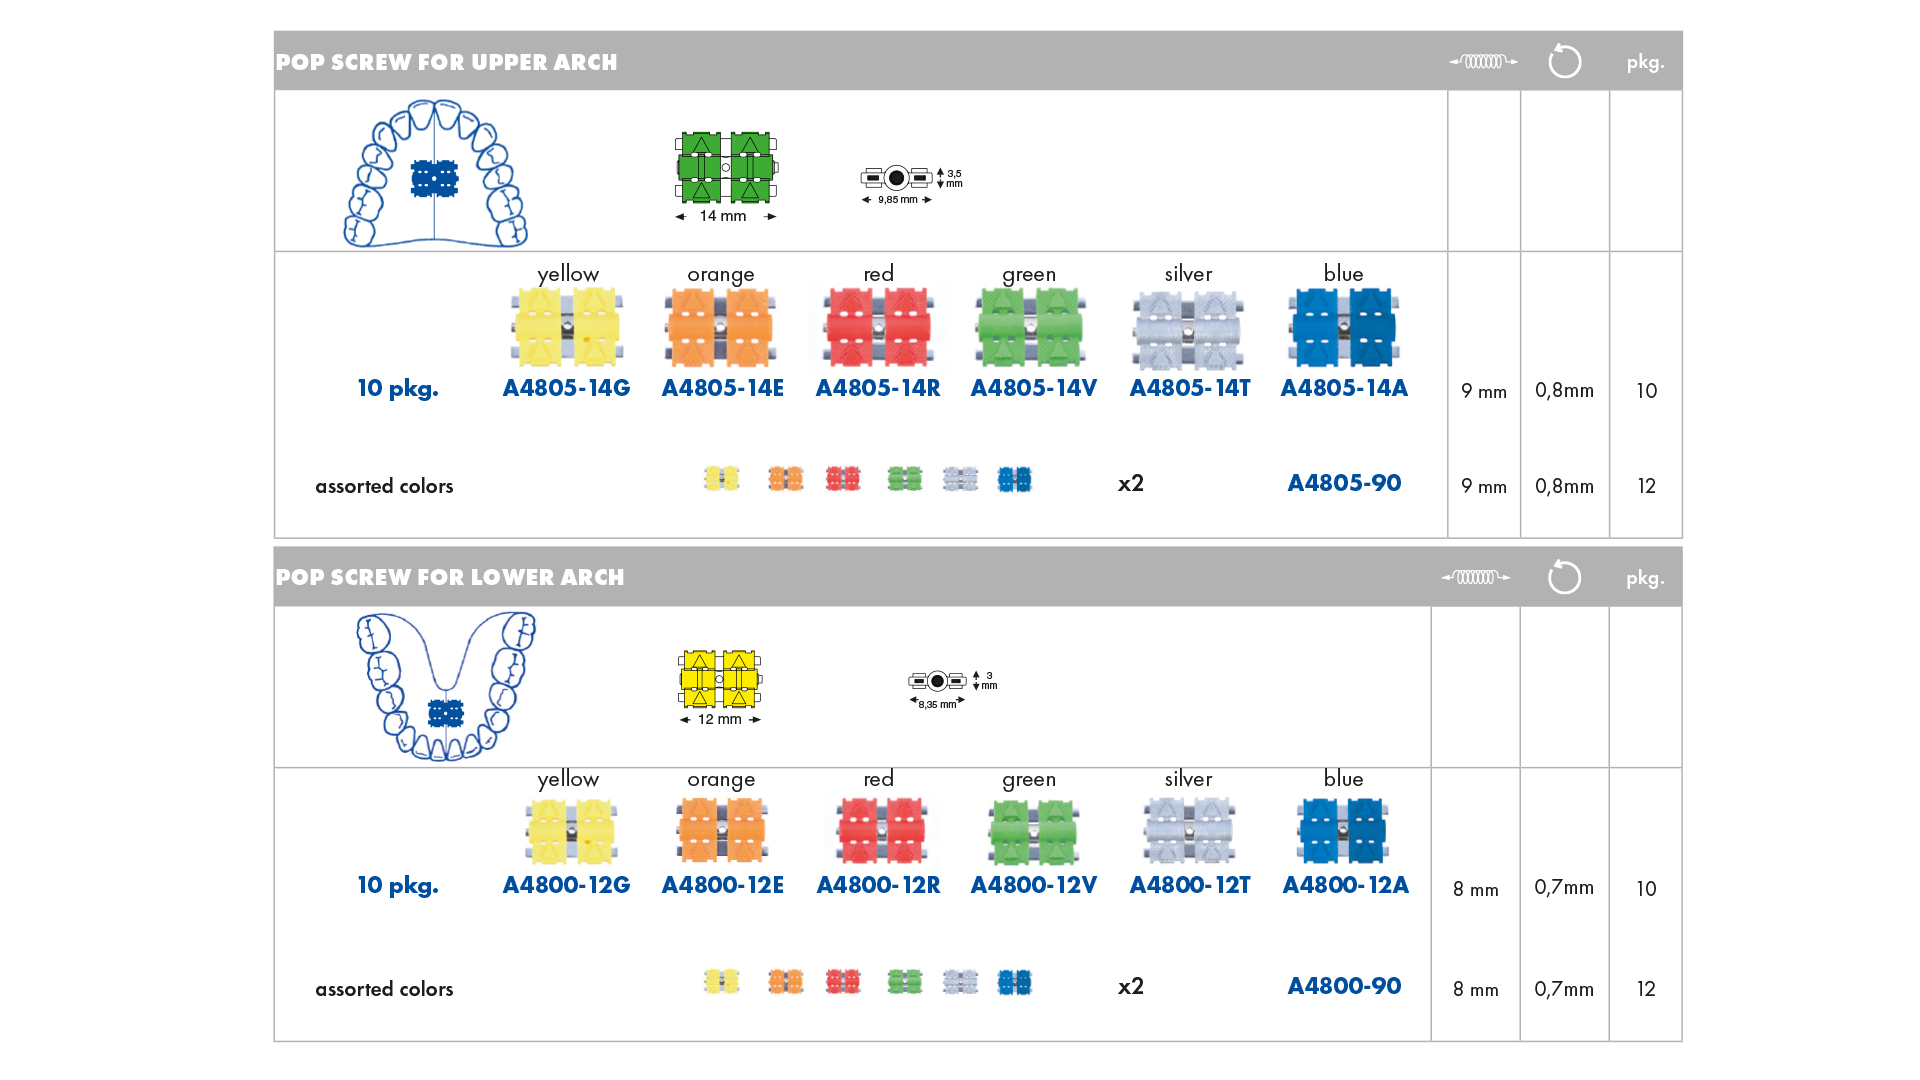 POP SCREW FOR UPPER ARCH pkg.
3,5
mm
9,85 mm
14 mm
yellow orange red green silver blue
10 pkg. A4805-14G A4805-14E A4805-14R A4805-14V A4805-14T A4805-14A 9 mm 0,8mm 10
assorted colors x2 A4805-90 9 mm 0,8mm 12
POP SCREW FOR LOWER ARCH pkg.
3
mm
8,35 mm
12 mm
yellow orange red green silver blue
10 pkg. A4800-12G A4800-12E A4800-12R A4800-12V A4800-12T A4800-12A 8 mm 0,7mm 10
assorted colors x2 A4800-90 8 mm 0,7mm 12